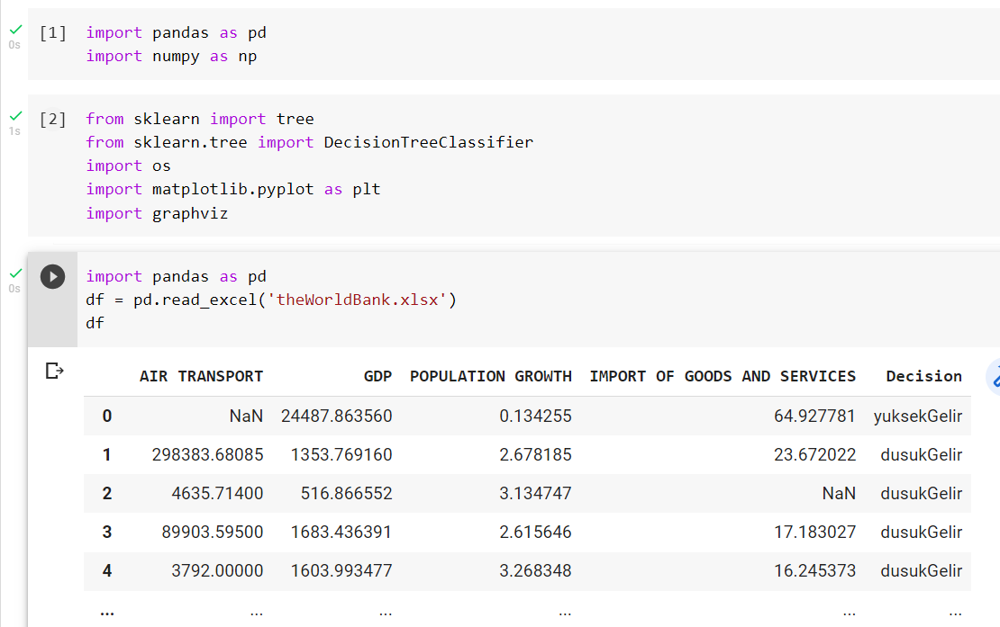 [1] import pandas as pd
0s import numpy as np
[2] from sklearn import tree
1s from sklearn.tree import DecisionTreeClassifier
import os
import matplotlib.pyplot as plt
import graphviz
0s import pandas as pd
df = pd.read_excel('theWorldBank.xlsx')
df
AIR TRANSPORT GDP POPULATION GROWTH IMPORT OF GOODS AND SERVICES Decision
0 NaN 24487.863560 0.134255 64.927781 yuksekGelir
1 298383.68085 1353.769160 2.678185 23.672022 dusukGelir
2 4635.71400 516.866552 3.134747 NaN dusukGelir
3 89903.59500 1683.436391 2.615646 17.183027 dusukGelir
4 3792.00000 1603.993477 3.268348 16.245373 dusukGelir
... ... ... ... ... ...